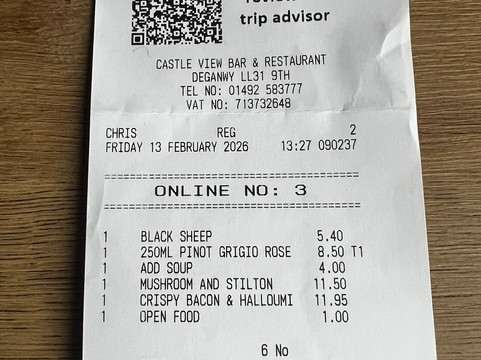 trip advisor
CASTLE VIEW BAR & RESTAURANT
DEGANWY LL31 9TH
TEL NO: 01492 583777
VAT NO: 713732648
CHRIS REG 2
FRIDAY 13 FEBRUARY 2026 13:27 090237
==========================================
ONLINE NO: 3
==========================================
1 BLACK SHEEP 5.40
1 250ML PINOT GRIGIO ROSE 8.50 T1
1 ADD SOUP 4.00
1 MUSHROOM AND STILTON 11.50
1 CRISPY BACON & HALLOUMI 11.95
1 OPEN FOOD 1.00
6 No